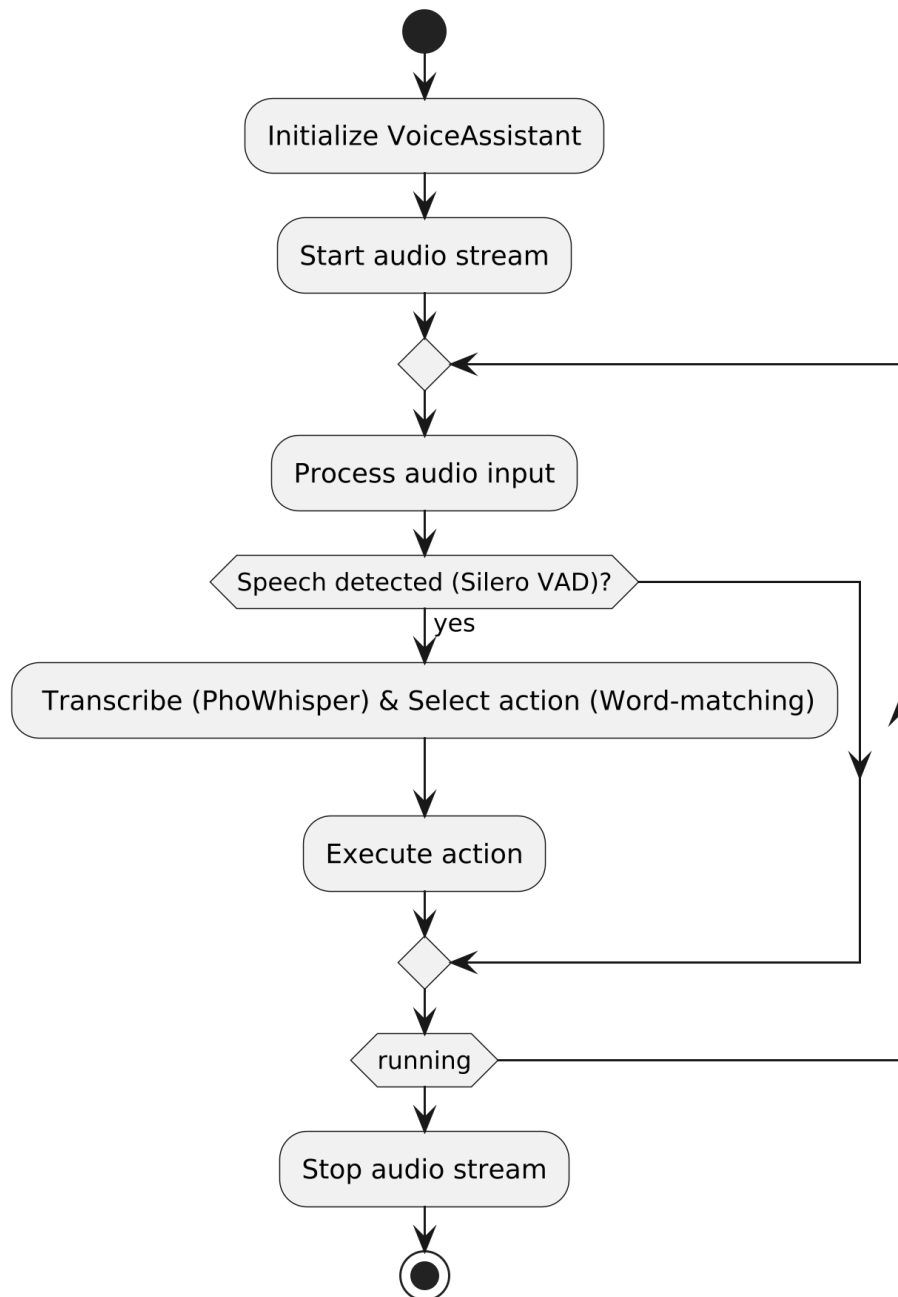 Initialize VoiceAssistant
Start audio stream
Process audio input
Speech detected (Silero VAD)?
yes
Transcribe (PhoWhisper) & Select action (Word-matching)
Execute action
running
Stop audio stream